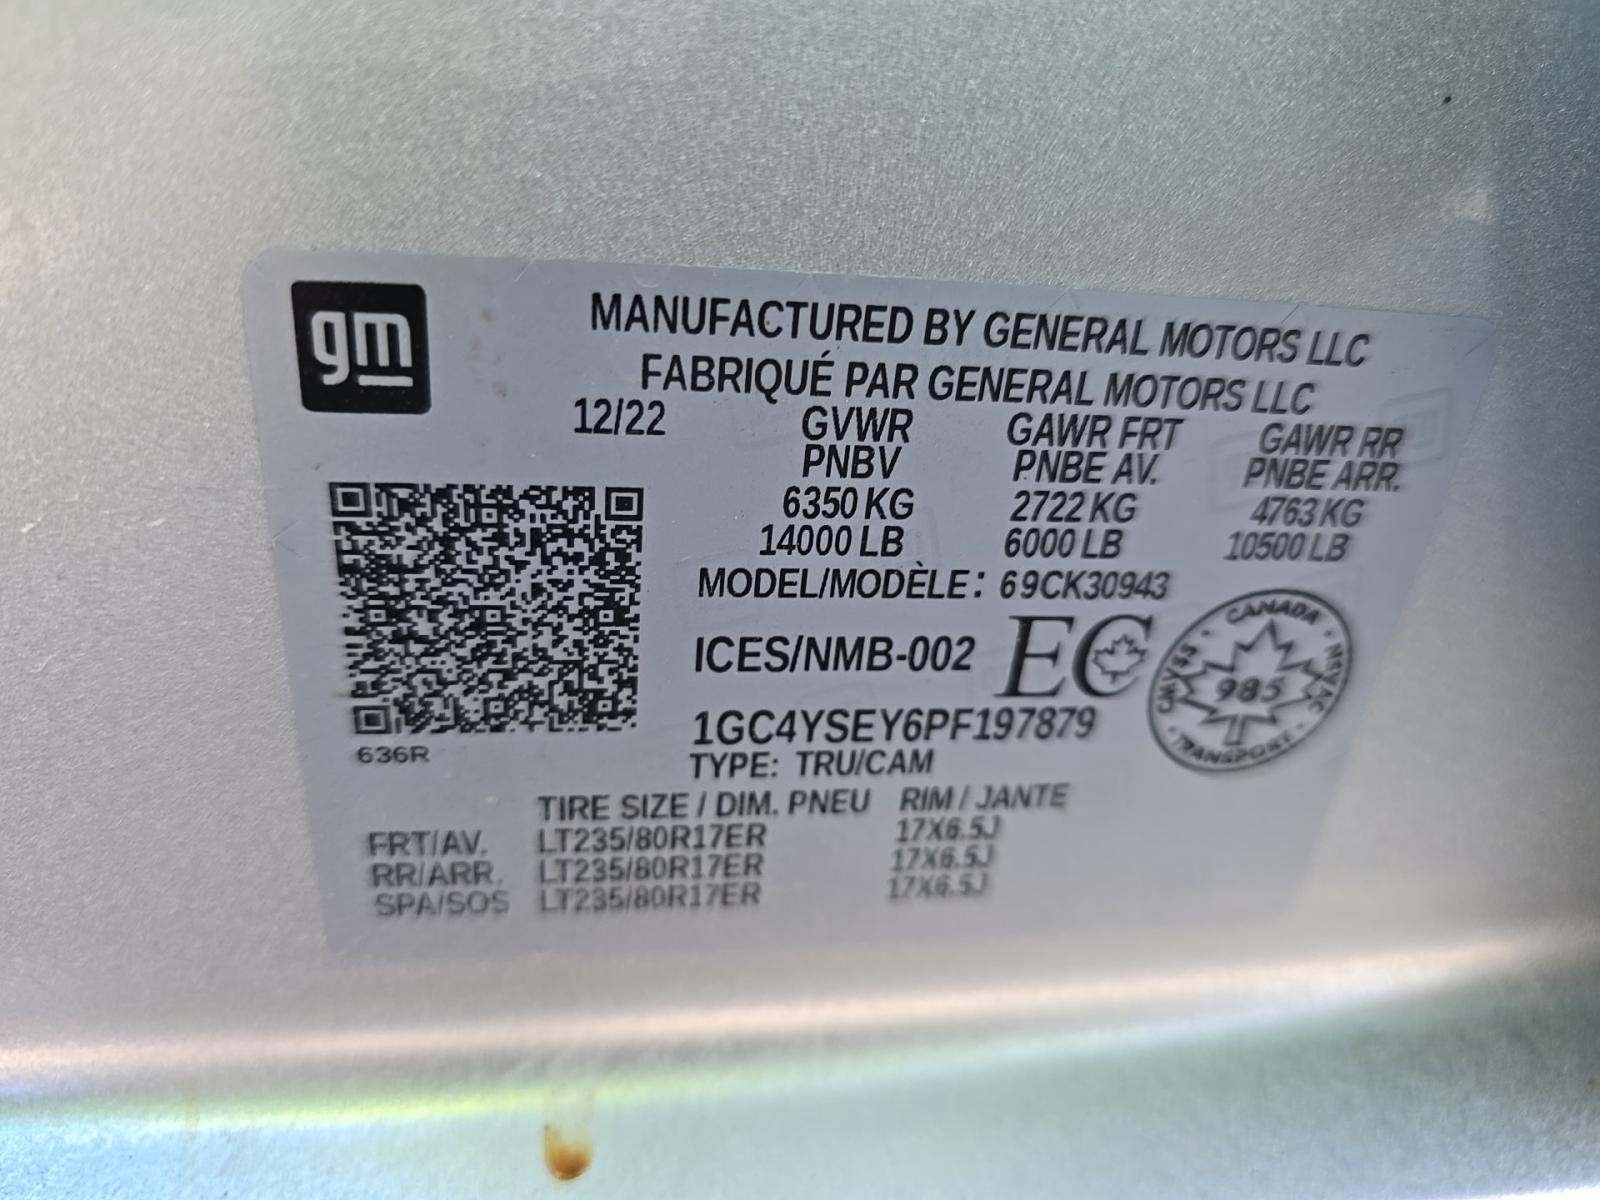 gm
MANUFACTURED BY GENERAL MOTORS LLC
FABRIQUÉ PAR GENERAL MOTORS LLC
12/22 GVWR GAWR FRT GAWR RR
PNBV PNBE AV. PNBE ARR.
6350 KG 2722 KG 4763 KG
14000 LB 6000 LB 10500 LB
MODEL/MODÈLE: 69CK30943
ICES/NMB-002 EC
CANADA · NRVAC · TRANSPORT · CMVSS ·
985
1GC4YSEY6PF197879
636R
TYPE: TRU/CAM
TIRE SIZE / DIM. PNEU RIM / JANTE
FRT/AV. LT235/80R17ER 17X6.5J
RR/ARR. LT235/80R17ER 17X6.5J
SPA/SOS LT235/80R17ER 17X6.5J